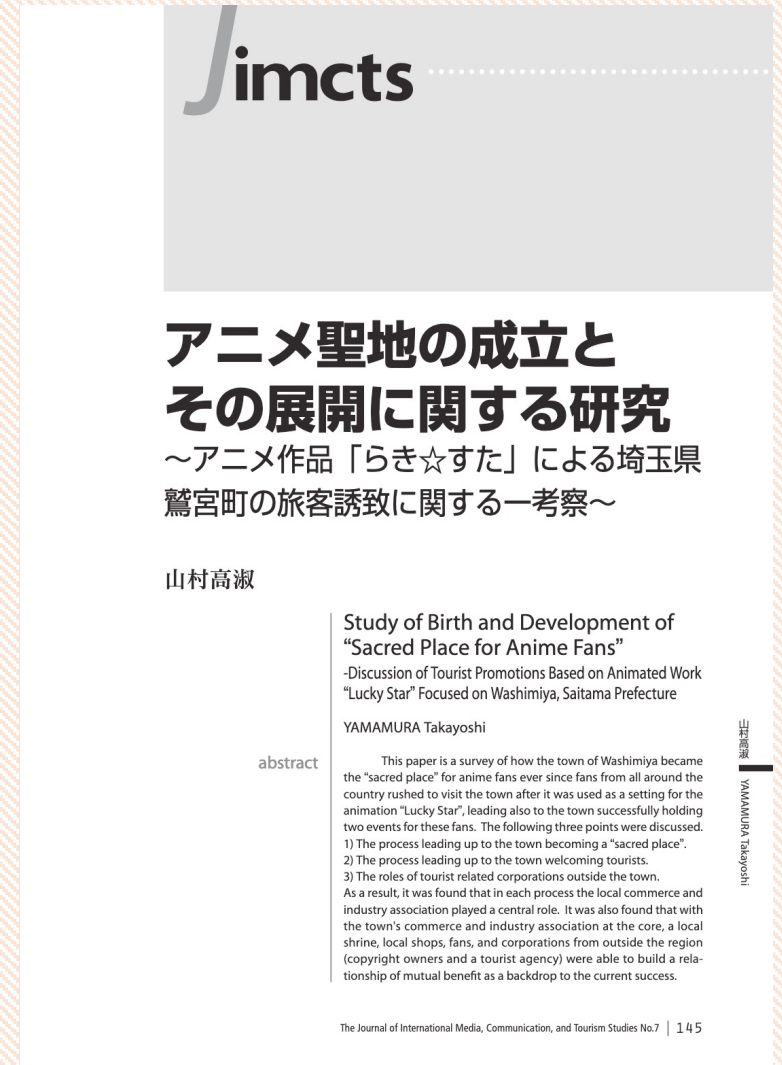 Jimcts
アニメ聖地の成立と
その展開に関する研究
〜アニメ作品「らき☆すた」による埼玉県
鷲宮町の旅客誘致に関する一考察〜
山村高淑
Study of Birth and Development of
“Sacred Place for Anime Fans”
-Discussion of Tourist Promotions Based on Animated Work
“Lucky Star” Focused on Washimiya, Saitama Prefecture
YAMAMURA Takayoshi
abstract
This paper is a survey of how the town of Washimiya became
the “sacred place” for anime fans ever since fans from all around the
country rushed to visit the town after it was used as a setting for the
animation “Lucky Star”, leading also to the town successfully holding
two events for these fans. The following three points were discussed.
1) The process leading up to the town becoming a “sacred place”.
2) The process leading up to the town welcoming tourists.
3) The roles of tourist related corporations outside the town.
As a result, it was found that in each process the local commerce and
industry association played a central role. It was also found that with
the town's commerce and industry association at the core, a local
shrine, local shops, fans, and corporations from outside the region
(copyright owners and a tourist agency) were able to build a rela-
tionship of mutual benefit as a backdrop to the current success.
山村高淑
YAMAMURA Takayoshi
The Journal of International Media, Communication, and Tourism Studies No.7 | 145